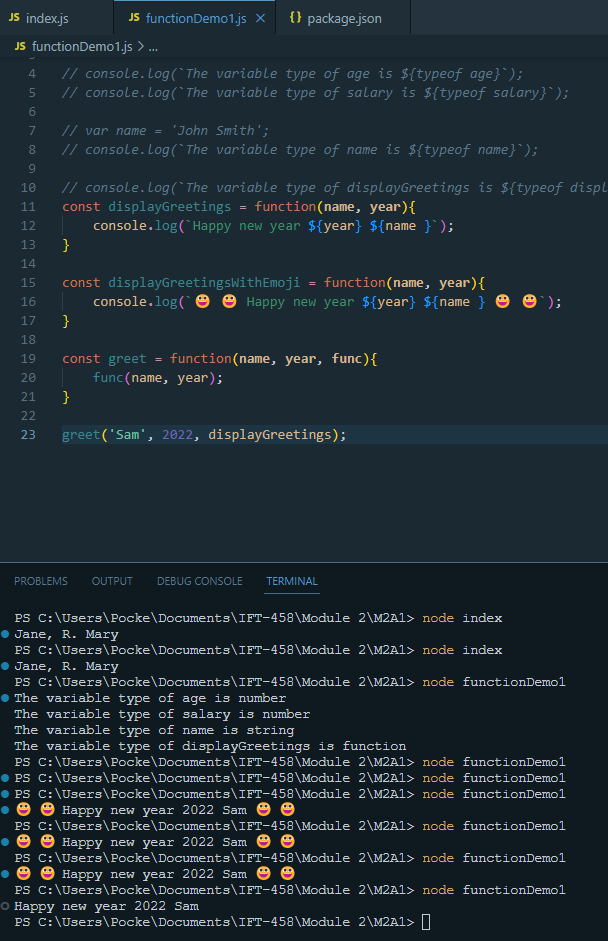 JS index.js
JS functionDemo1.js ×
{} package.json
JS functionDemo1.js > ...
4 // console.log(`The variable type of age is ${typeof age}`);
5 // console.log(`The variable type of salary is ${typeof salary}`);
6
7 // var name = 'John Smith';
8 // console.log(`The variable type of name is ${typeof name}`);
9
10 // console.log(`The variable type of displayGreetings is ${typeof displ
11 const displayGreetings = function(name, year){
12 console.log(`Happy new year ${year} ${name }`);
13 }
14
15 const displayGreetingsWithEmoji = function(name, year){
16 console.log(`😀 😀 Happy new year ${year} ${name } 😀 😀`);
17 }
18
19 const greet = function(name, year, func){
20 func(name, year);
21 }
22
23 greet('Sam', 2022, displayGreetings);
PROBLEMS OUTPUT DEBUG CONSOLE TERMINAL
PS C:\Users\Pocke\Documents\IFT-458\Module 2\M2A1> node index
Jane, R. Mary
PS C:\Users\Pocke\Documents\IFT-458\Module 2\M2A1> node index
Jane, R. Mary
PS C:\Users\Pocke\Documents\IFT-458\Module 2\M2A1> node functionDemo1
The variable type of age is number
The variable type of salary is number
The variable type of name is string
The variable type of displayGreetings is function
PS C:\Users\Pocke\Documents\IFT-458\Module 2\M2A1> node functionDemo1
PS C:\Users\Pocke\Documents\IFT-458\Module 2\M2A1> node functionDemo1
PS C:\Users\Pocke\Documents\IFT-458\Module 2\M2A1> node functionDemo1
😀 😀 Happy new year 2022 Sam 😀 😀
PS C:\Users\Pocke\Documents\IFT-458\Module 2\M2A1> node functionDemo1
😀 😀 Happy new year 2022 Sam 😀 😀
PS C:\Users\Pocke\Documents\IFT-458\Module 2\M2A1> node functionDemo1
😀 😀 Happy new year 2022 Sam 😀 😀
PS C:\Users\Pocke\Documents\IFT-458\Module 2\M2A1> node functionDemo1
Happy new year 2022 Sam
PS C:\Users\Pocke\Documents\IFT-458\Module 2\M2A1>